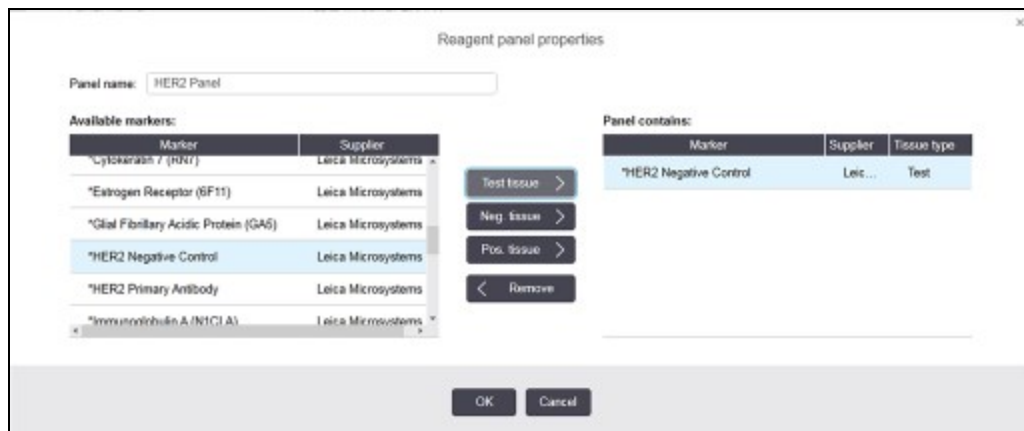 Reagent panel properties
Panel name: HER2 Panel
Available markers:
Marker Supplier
*Cytokeratin 7 (RN7) Leica Microsystems
*Estrogen Receptor (6F11) Leica Microsystems
*Glial Fibrillary Acidic Protein (GA5) Leica Microsystems
*HER2 Negative Control Leica Microsystems
*HER2 Primary Antibody Leica Microsystems
*Immunoglobulin A (N1CLA) Leica Microsystems
Test tissue >
Neg. tissue >
Pos. tissue >
< Remove
Panel contains:
Marker Supplier Tissue type
*HER2 Negative Control Leic... Test
OK Cancel